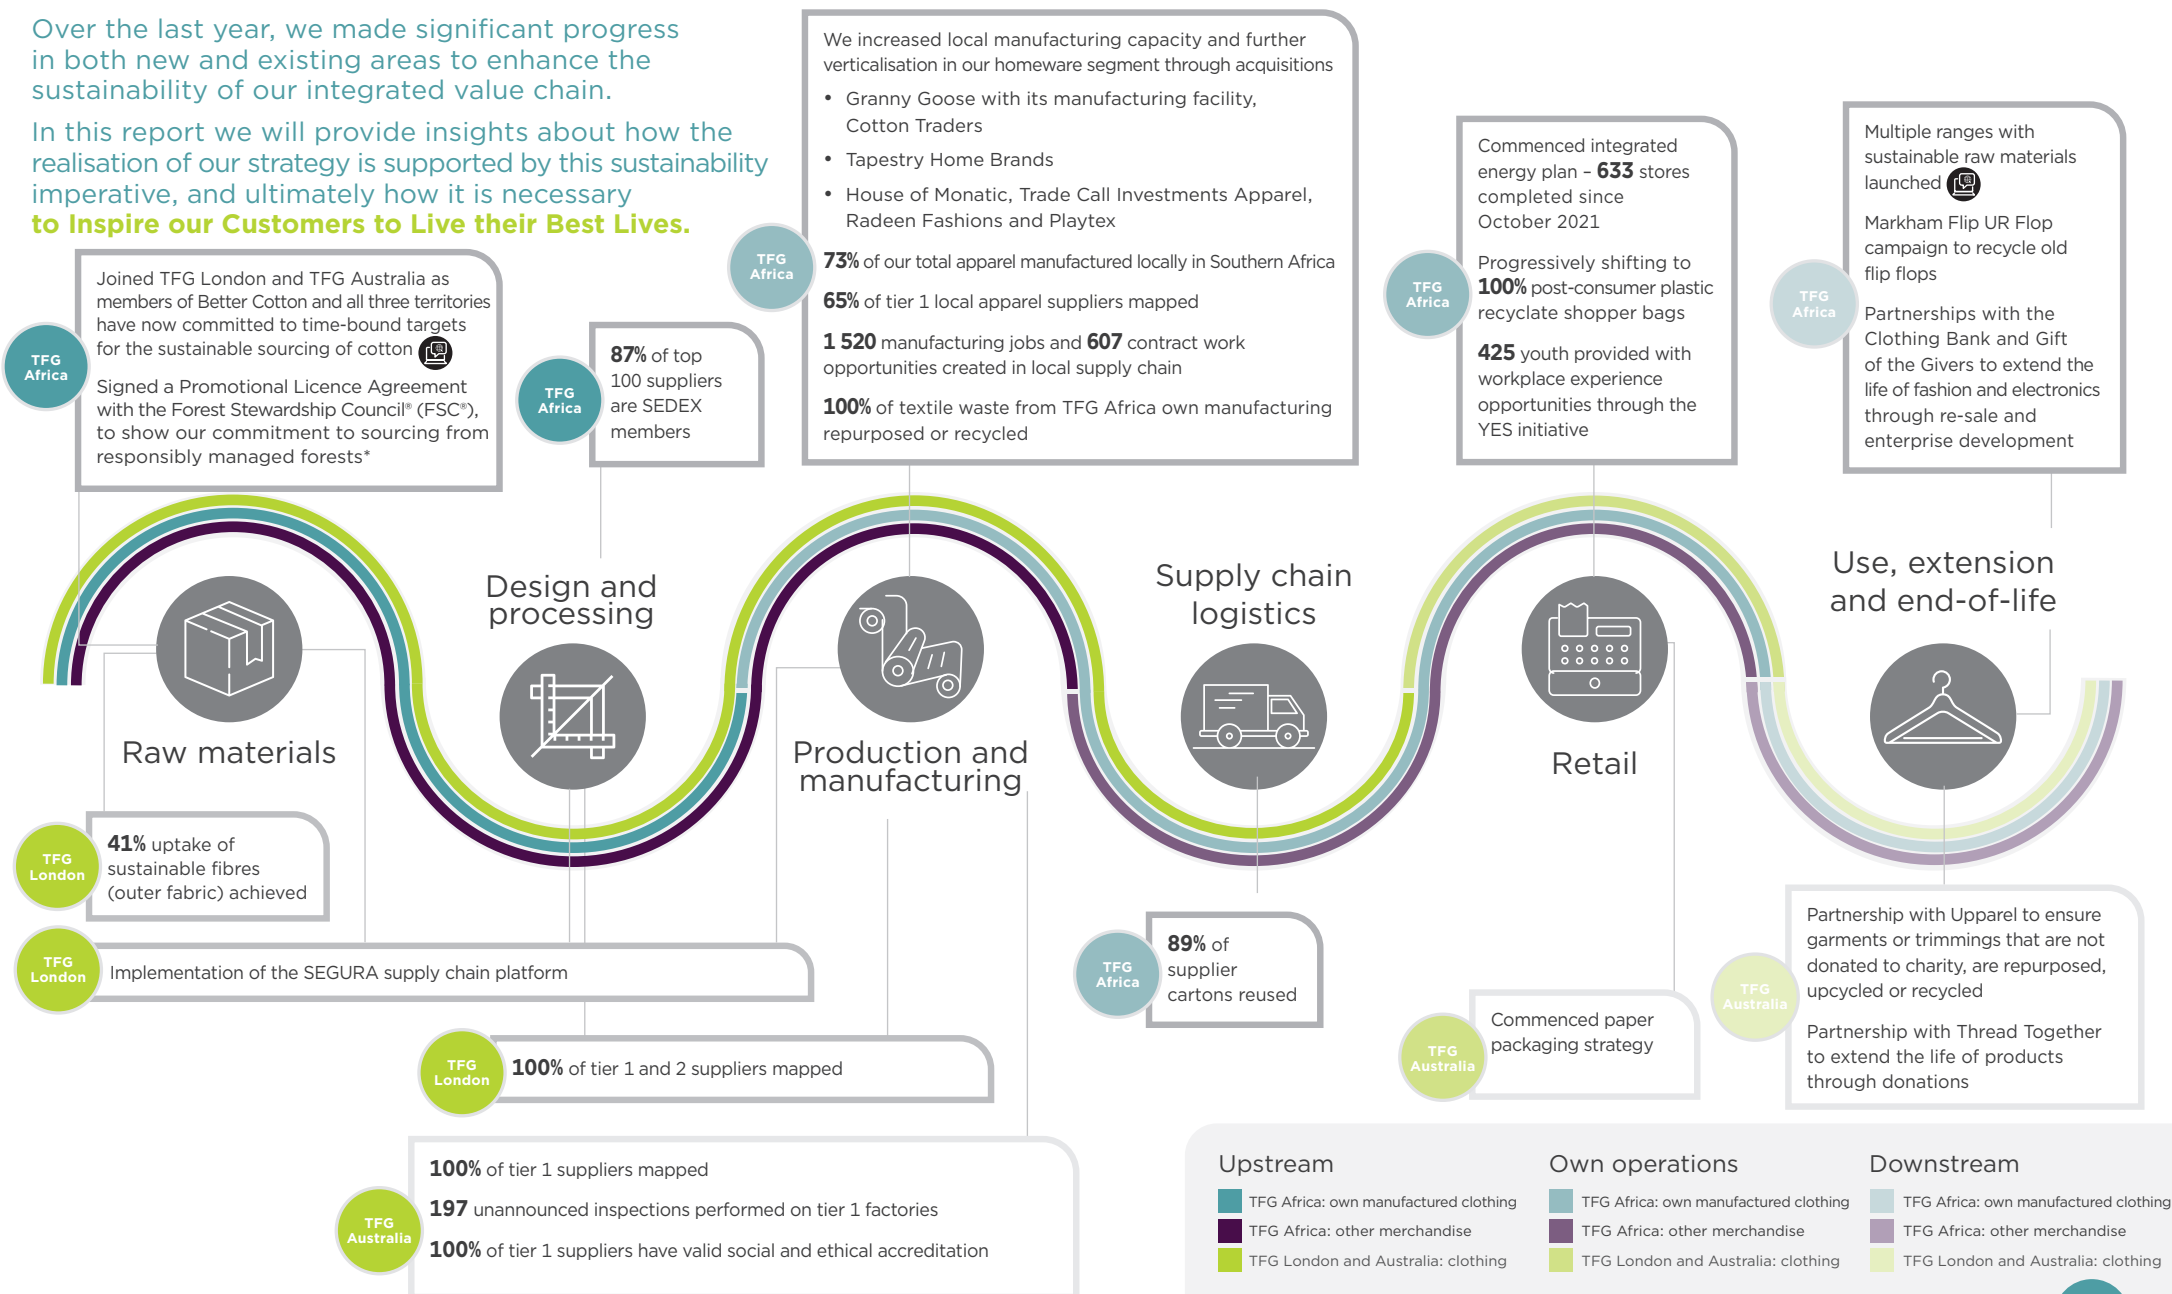 Over the last year, we made significant progress
in both new and existing areas to enhance the
sustainability of our integrated value chain.
In this report we will provide insights about how the
realisation of our strategy is supported by this sustainability
imperative, and ultimately how it is necessary
to Inspire our Customers to Live their Best Lives.
TFG
Africa
Joined TFG London and TFG Australia as
members of Better Cotton and all three territories
have now committed to time-bound targets
for the sustainable sourcing of cotton
Signed a Promotional Licence Agreement
with the Forest Stewardship Council® (FSC®),
to show our commitment to sourcing from
responsibly managed forests*
TFG
Africa
87% of top
100 suppliers
are SEDEX
members
TFG
Africa
We increased local manufacturing capacity and further
verticalisation in our homeware segment through acquisitions
• Granny Goose with its manufacturing facility,
Cotton Traders
• Tapestry Home Brands
• House of Monatic, Trade Call Investments Apparel,
Radeen Fashions and Playtex
73% of our total apparel manufactured locally in Southern Africa
65% of tier 1 local apparel suppliers mapped
1 520 manufacturing jobs and 607 contract work
opportunities created in local supply chain
100% of textile waste from TFG Africa own manufacturing
repurposed or recycled
TFG
Africa
Commenced integrated
energy plan – 633 stores
completed since
October 2021
Progressively shifting to
100% post-consumer plastic
recyclate shopper bags
425 youth provided with
workplace experience
opportunities through the
YES initiative
TFG
Africa
Multiple ranges with
sustainable raw materials
launched
Markham Flip UR Flop
campaign to recycle old
flip flops
Partnerships with the
Clothing Bank and Gift
of the Givers to extend the
life of fashion and electronics
through re-sale and
enterprise development
Raw materials
Design and
processing
Production and
manufacturing
Supply chain
logistics
Retail
Use, extension
and end-of-life
TFG
London
41% uptake of
sustainable fibres
(outer fabric) achieved
TFG
London
Implementation of the SEGURA supply chain platform
TFG
London
100% of tier 1 and 2 suppliers mapped
TFG
Australia
100% of tier 1 suppliers mapped
197 unannounced inspections performed on tier 1 factories
100% of tier 1 suppliers have valid social and ethical accreditation
TFG
Africa
89% of
supplier
cartons reused
TFG
Australia
Commenced paper
packaging strategy
TFG
Australia
Partnership with Upparel to ensure
garments or trimmings that are not
donated to charity, are repurposed,
upcycled or recycled
Partnership with Thread Together
to extend the life of products
through donations
Upstream
TFG Africa: own manufactured clothing
TFG Africa: other merchandise
TFG London and Australia: clothing
Own operations
TFG Africa: own manufactured clothing
TFG Africa: other merchandise
TFG London and Australia: clothing
Downstream
TFG Africa: own manufactured clothing
TFG Africa: other merchandise
TFG London and Australia: clothing